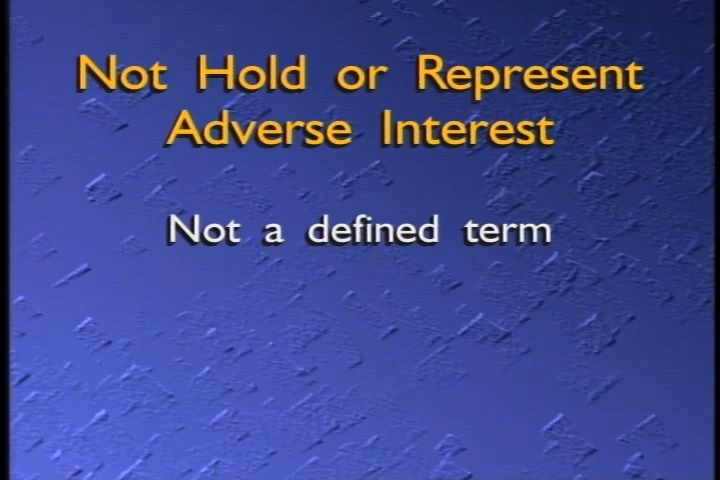 Not Hold or Represent
Adverse Interest
Not a defined term